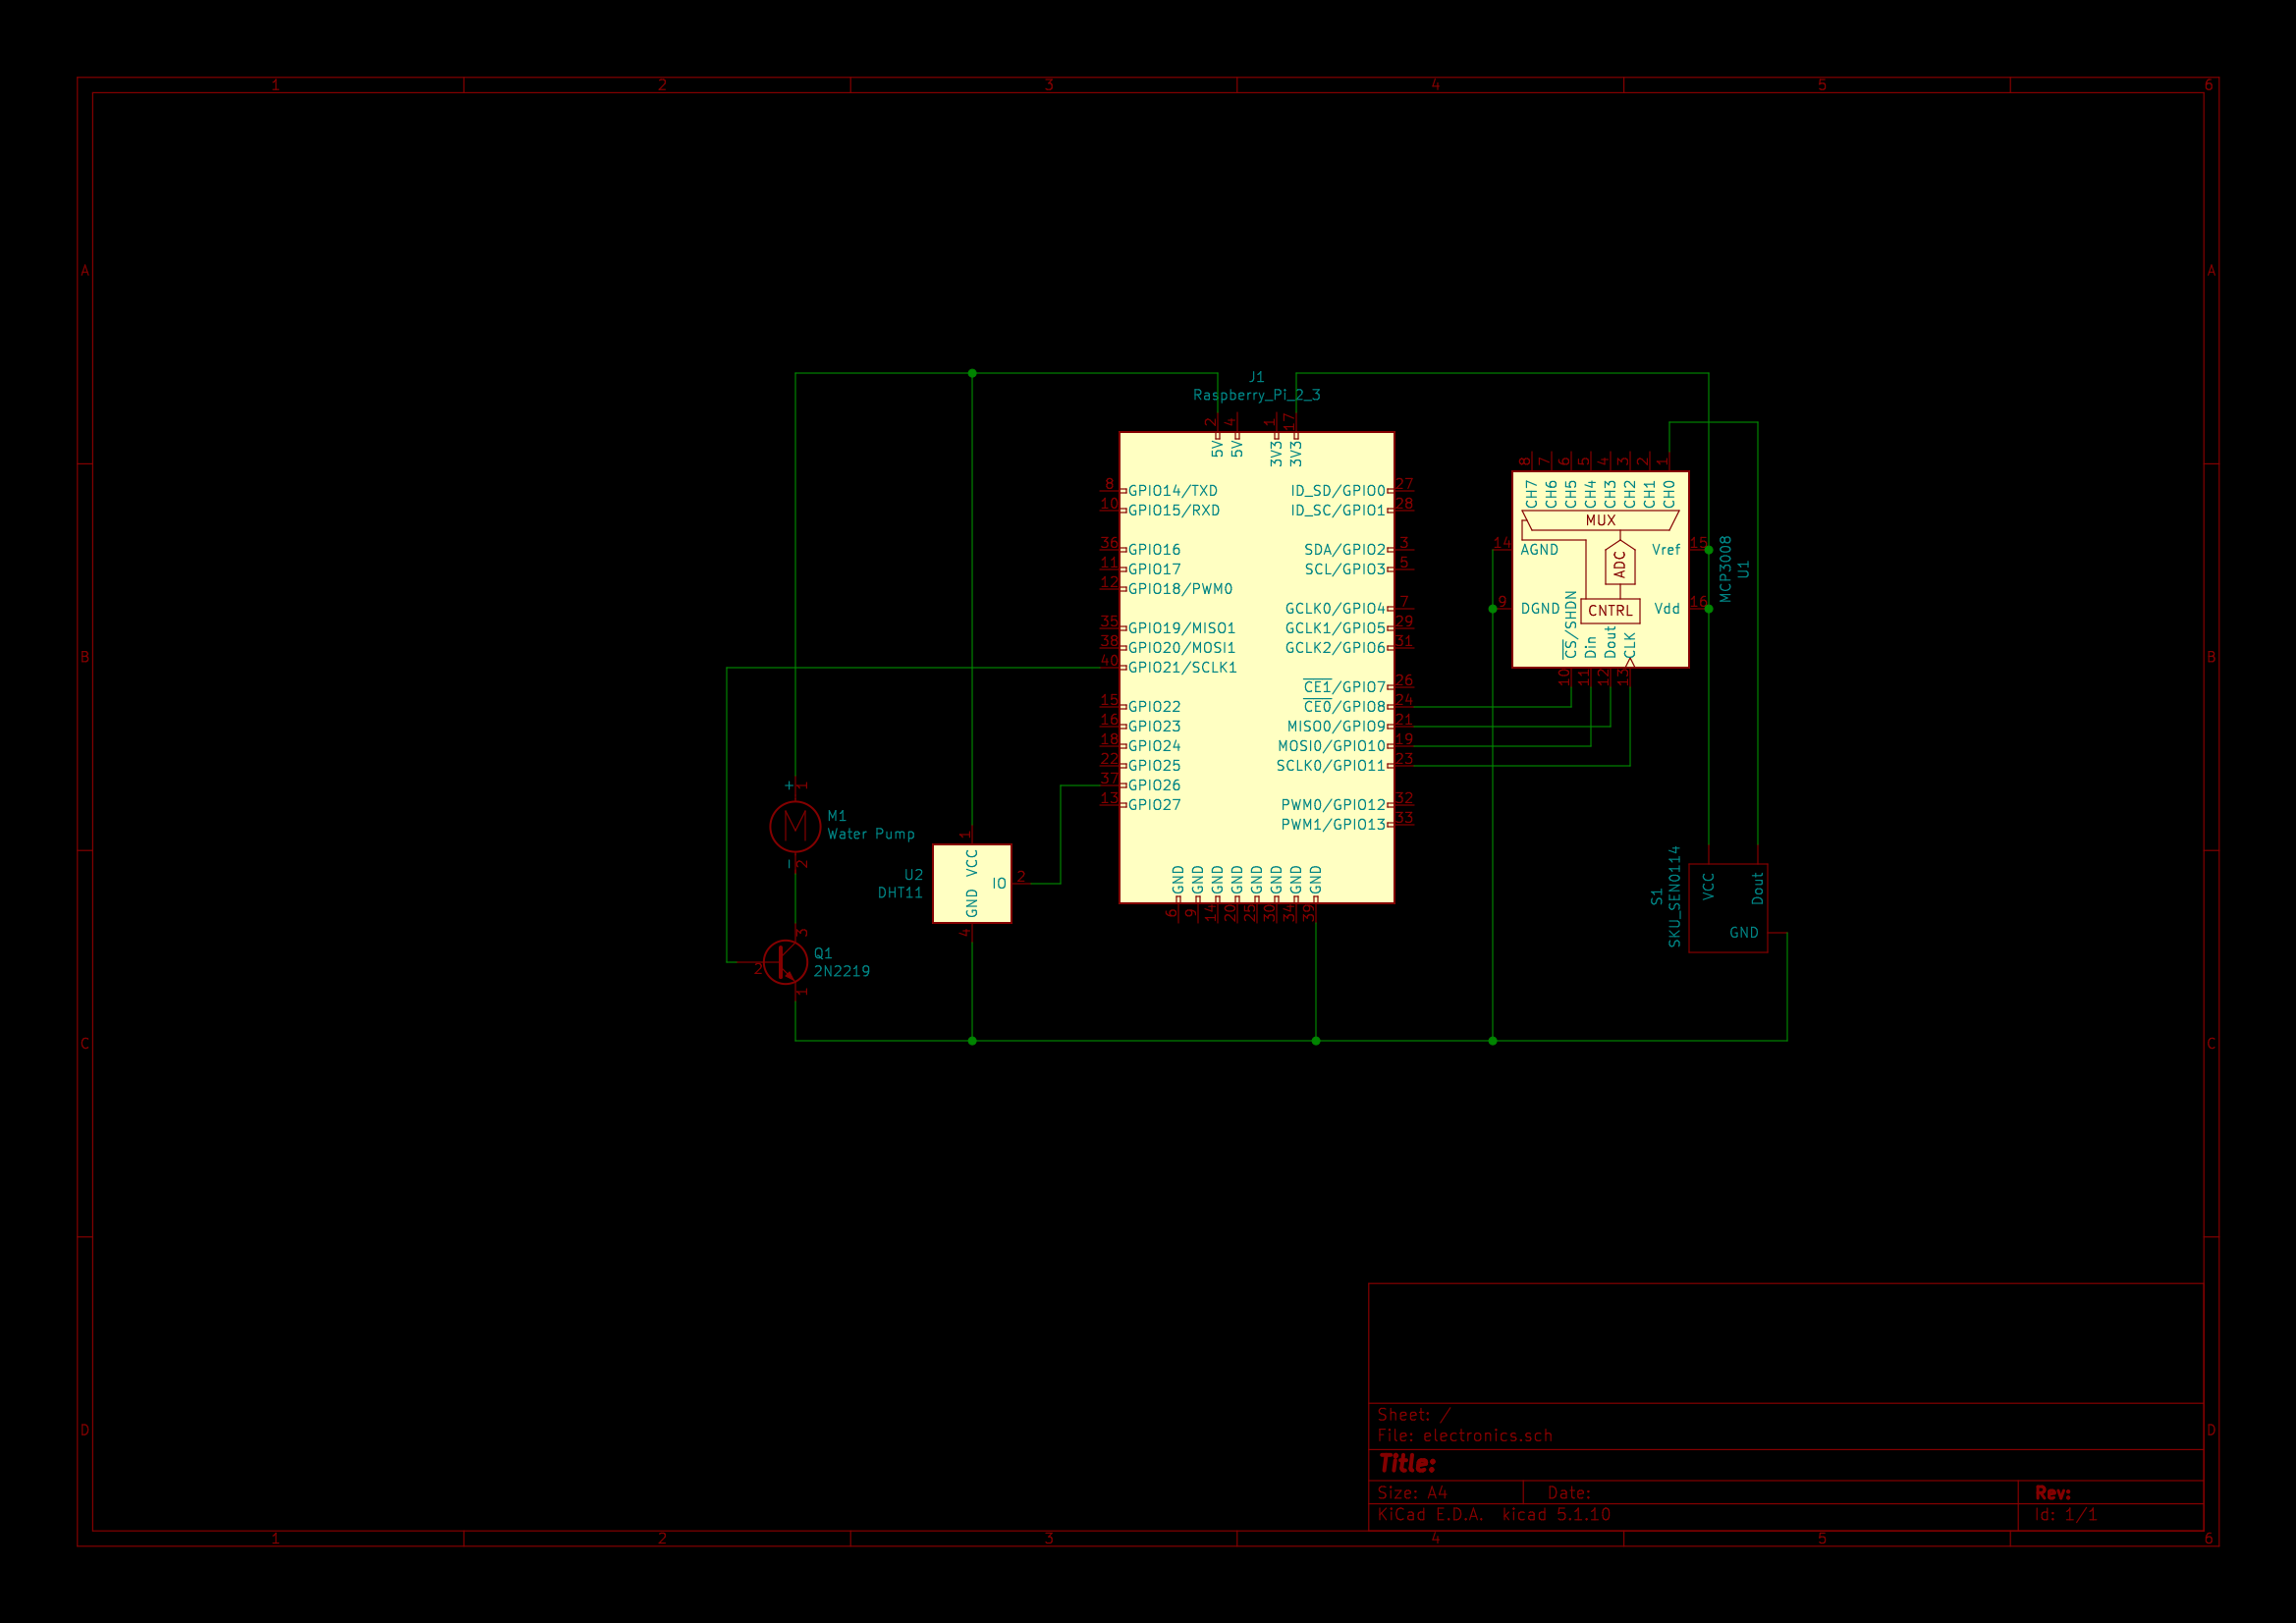 1 2 3 4 5 6
A A
B B
C C
D D
1 2 3 4 5 6
J1
Raspberry_Pi_2_3
2 4 1 17
5V 5V 3V3 3V3
8 GPIO14/TXD
10 GPIO15/RXD
36 GPIO16
11 GPIO17
12 GPIO18/PWM0
35 GPIO19/MISO1
38 GPIO20/MOSI1
40 GPIO21/SCLK1
15 GPIO22
16 GPIO23
18 GPIO24
22 GPIO25
37 GPIO26
13 GPIO27
ID_SD/GPIO0 27
ID_SC/GPIO1 28
SDA/GPIO2 3
SCL/GPIO3 5
GCLK0/GPIO4 7
GCLK1/GPIO5 29
GCLK2/GPIO6 31
CE1/GPIO7 26
CE0/GPIO8 24
MISO0/GPIO9 21
MOSI0/GPIO10 19
SCLK0/GPIO11 23
PWM0/GPIO12 32
PWM1/GPIO13 33
GND GND GND GND GND GND GND GND
6 9 14 20 25 30 34 39
8 7 6 5 4 3 2 1
CH7 CH6 CH5 CH4 CH3 CH2 CH1 CH0
MUX
14 AGND
ADC
Vref 15
9 DGND
CNTRL
Vdd 16
CS/SHDN Din Dout CLK
10 11 12 13
MCP3008
U1
+ 1
M
M1
Water Pump
- 2
U2
DHT11
1
VCC
IO 2
GND
4
3
Q1
2N2219
2
1
S1
SKU_SEN0114
VCC
Dout
GND
Sheet: /
File: electronics.sch
Title:
Size: A4 Date: Rev:
KiCad E.D.A. kicad 5.1.10 Id: 1/1